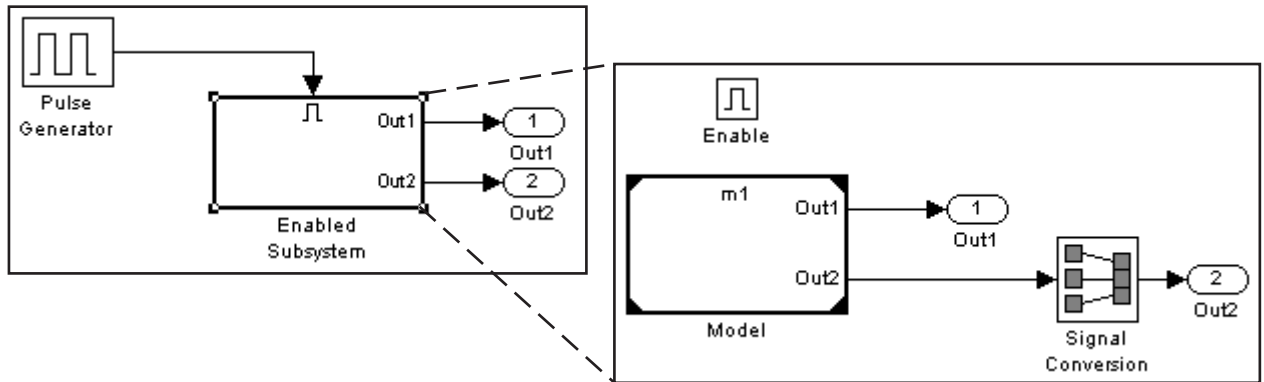 Pulse
Generator
Out1
1
Out1
Out2
2
Out2
Enabled
Subsystem
Enable
m1
Out1
1
Out1
Out2
2
Out2
Model
Signal
Conversion